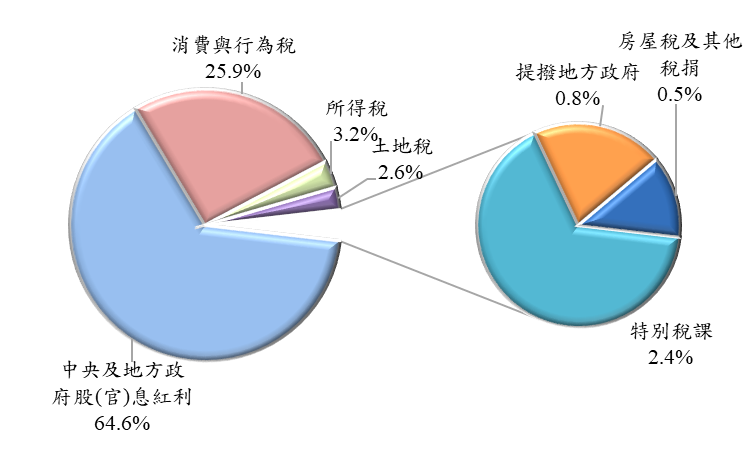 消費與行為稅
25.9%
所得稅
3.2%
土地稅
2.6%
中央及地方政
府股(官)息紅利
64.6%
提撥地方政府
0.8%
房屋稅及其他
稅捐
0.5%
特別稅課
2.4%